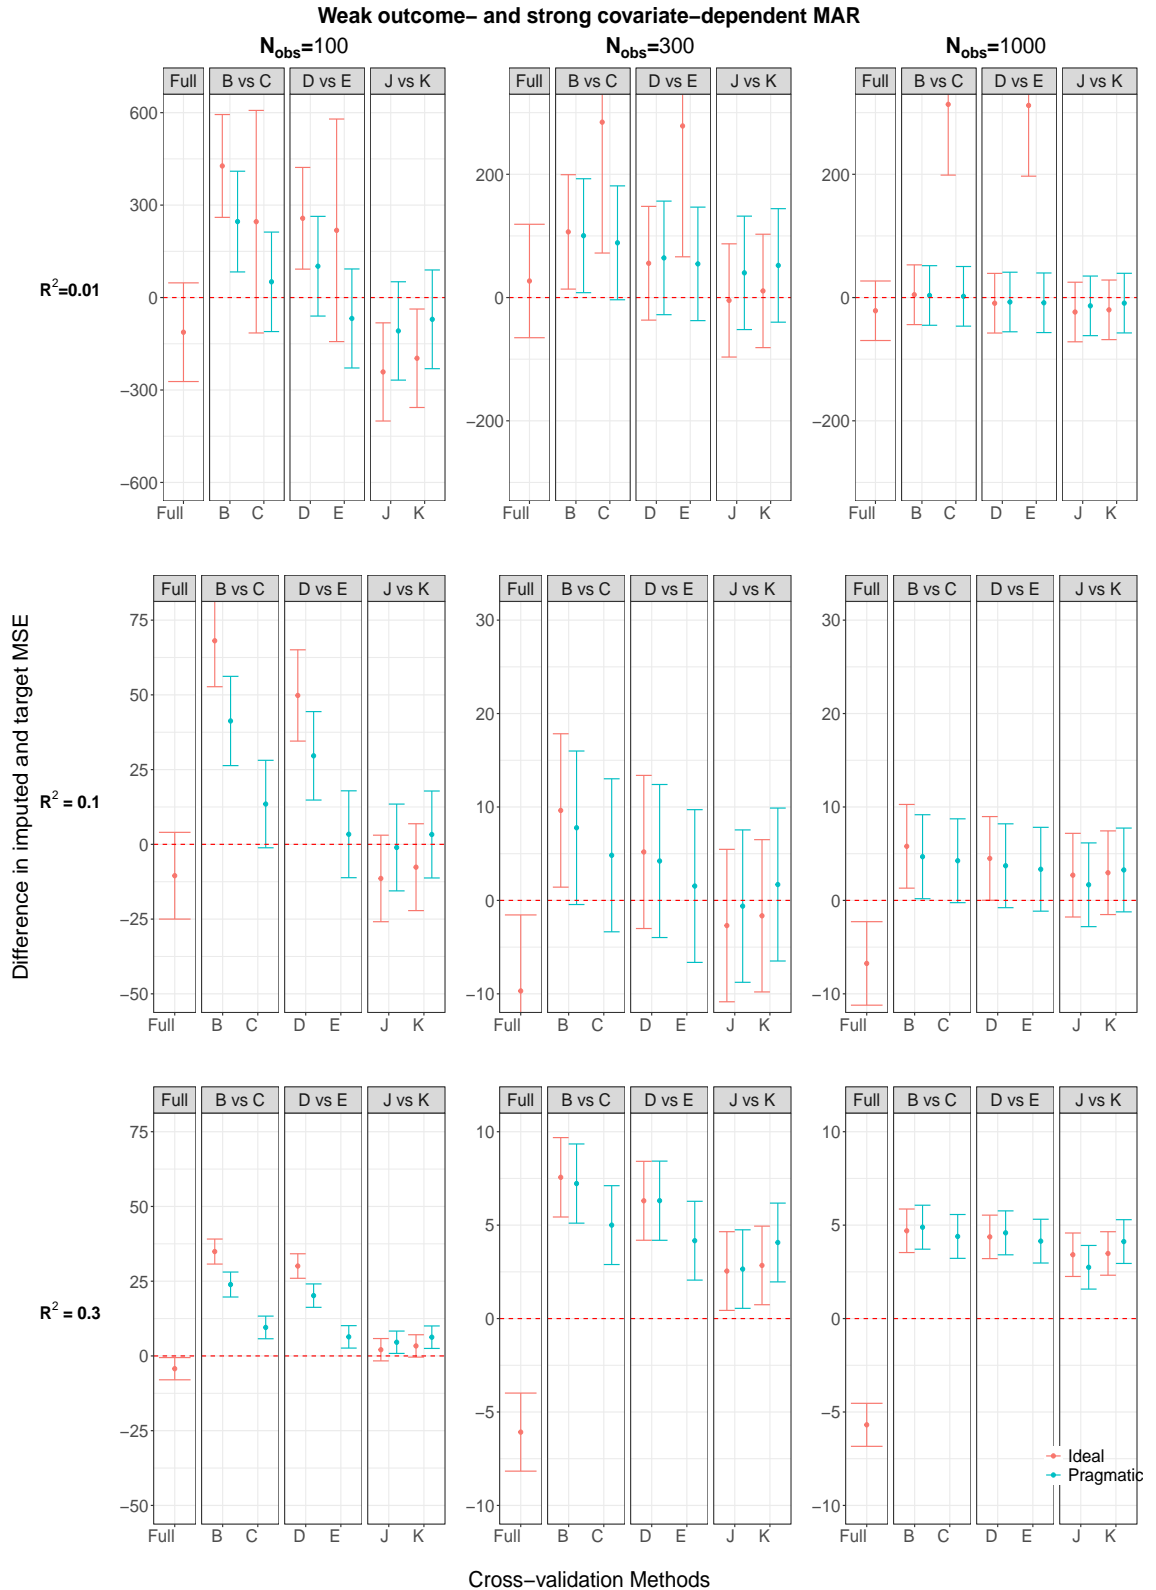 Weak outcome− and strong covariate−dependent MAR
N_obs=100 N_obs=300 N_obs=1000
Full B vs C D vs E J vs K Full B vs C D vs E J vs K Full B vs C D vs E J vs K
600
300
0
−300
−600
200
0
−200
200
0
−200
R²=0.01
Full B C D E J K Full B C D E J K Full B C D E J K
Full B vs C D vs E J vs K Full B vs C D vs E J vs K Full B vs C D vs E J vs K
75
50
25
0
−25
−50
30
20
10
0
−10
30
20
10
0
−10
R² = 0.1
Full B C D E J K Full B C D E J K Full B C D E J K
Difference in imputed and target MSE
Full B vs C D vs E J vs K Full B vs C D vs E J vs K Full B vs C D vs E J vs K
75
50
25
0
−25
−50
10
5
0
−5
−10
10
5
0
−5
−10
R² = 0.3
Ideal
Pragmatic
Full B C D E J K Full B C D E J K Full B C D E J K
Cross−validation Methods